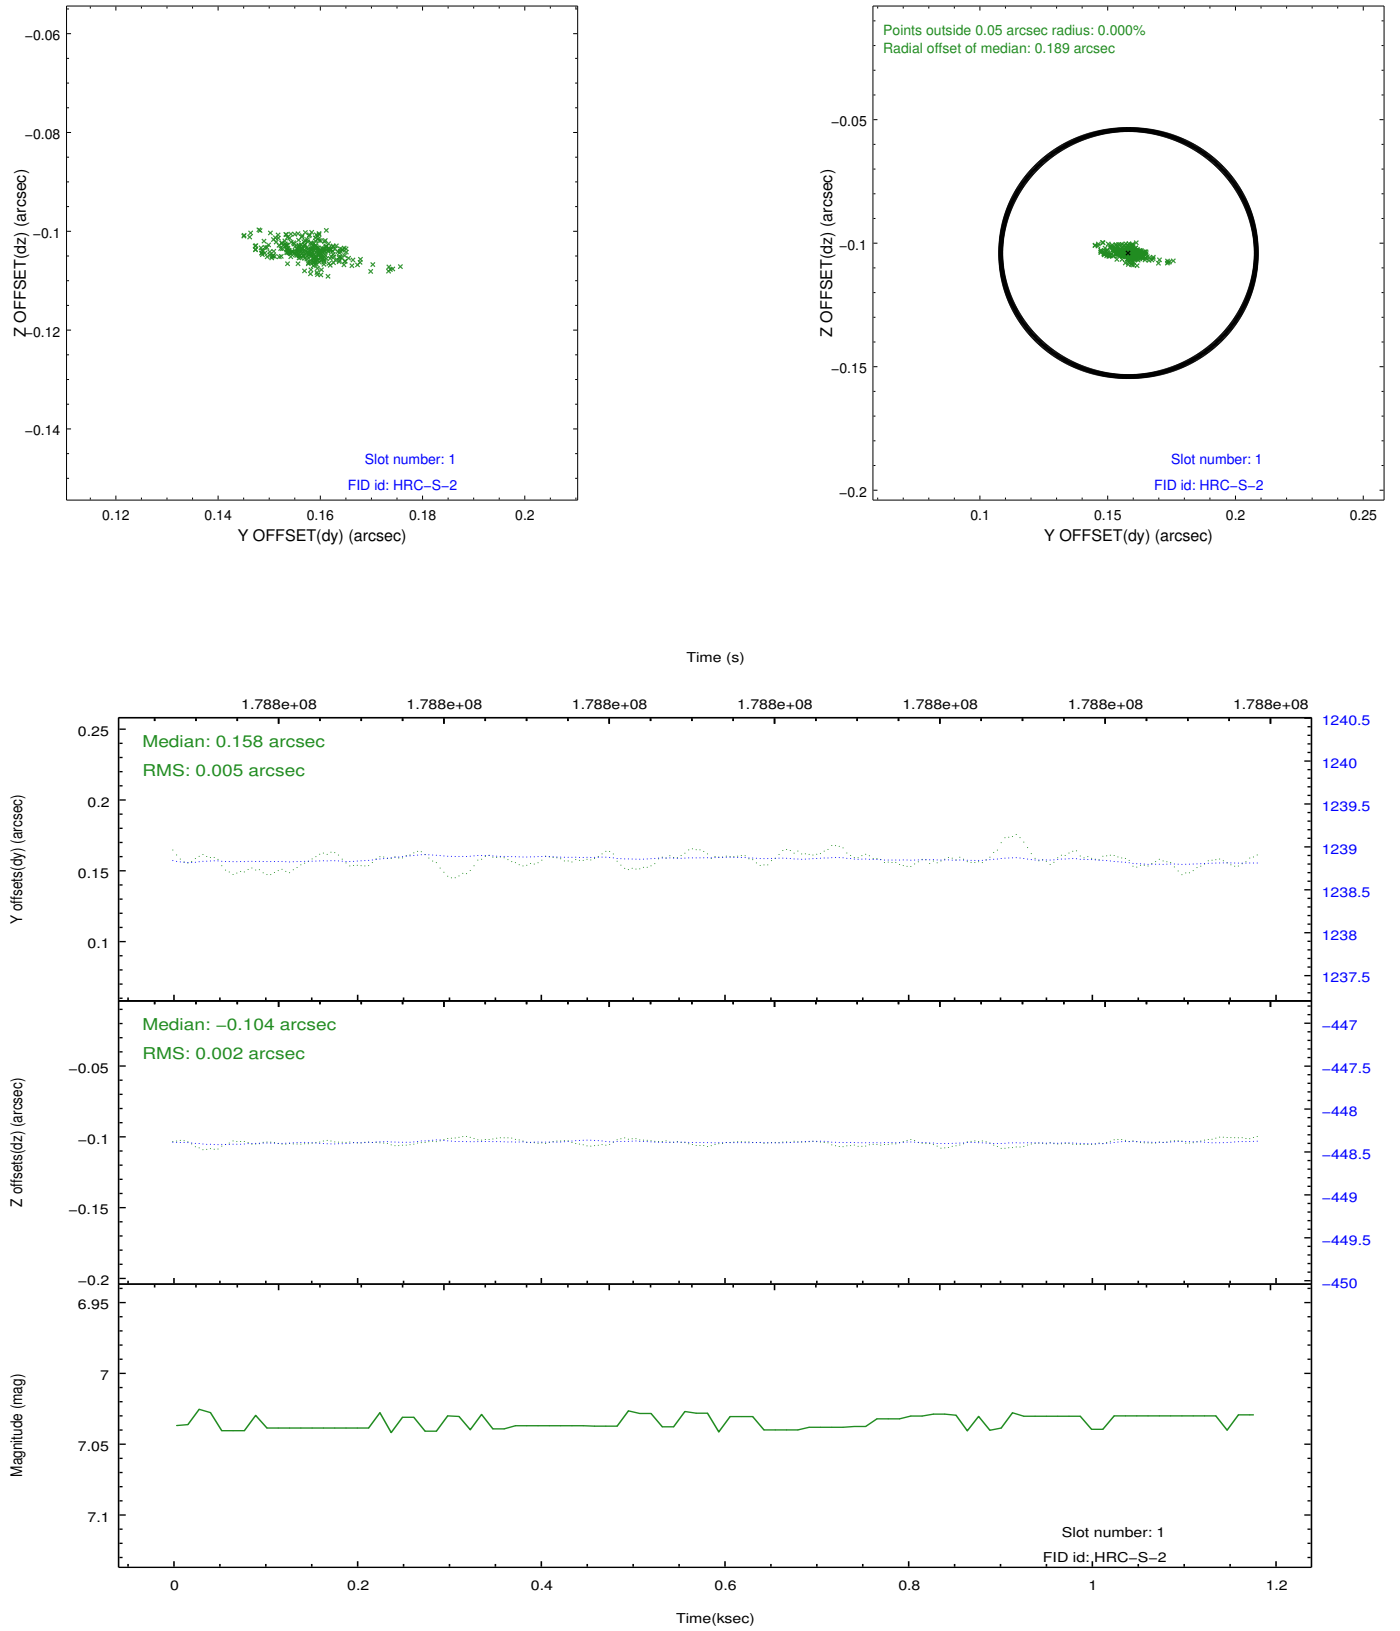 −0.06
−0.08
−0.1
−0.12
−0.14
Z OFFSET(dz) (arcsec)
Slot number: 1
FID id: HRC−S−2
0.12 0.14 0.16 0.18 0.2
Y OFFSET(dy) (arcsec)
Points outside 0.05 arcsec radius: 0.000%
Radial offset of median: 0.189 arcsec
−0.05
−0.1
−0.15
−0.2
Z OFFSET(dz) (arcsec)
Slot number: 1
FID id: HRC−S−2
0.1 0.15 0.2 0.25
Y OFFSET(dy) (arcsec)
Time (s)
1.788e+08 1.788e+08 1.788e+08 1.788e+08 1.788e+08 1.788e+08 1.788e+08
Median: 0.158 arcsec
RMS: 0.005 arcsec
0.25
0.2
0.15
0.1
Y offsets(dy) (arcsec)
1240.5
1240
1239.5
1239
1238.5
1238
1237.5
Median: −0.104 arcsec
RMS: 0.002 arcsec
−0.05
−0.1
−0.15
−0.2
Z offsets(dz) (arcsec)
−447
−447.5
−448
−448.5
−449
−449.5
−450
6.95
7
7.05
7.1
Magnitude (mag)
Slot number: 1
FID id: HRC−S−2
0 0.2 0.4 0.6 0.8 1 1.2
Time(ksec)